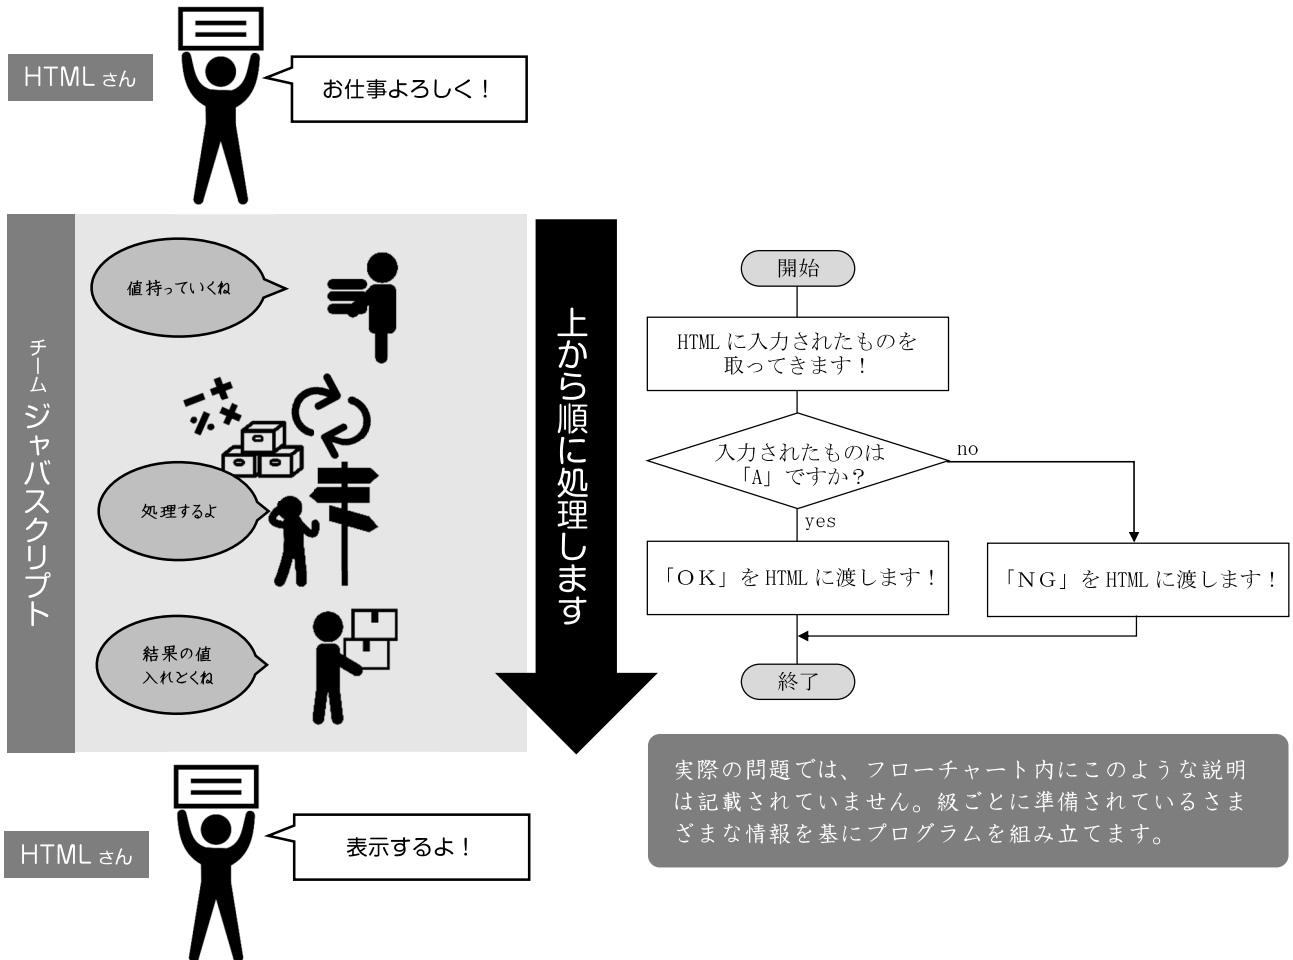 HTML さん
お仕事よろしく！
チーム ジャバスクリプト
値持っていくね
処理するよ
結果の値
入れとくね
上から順に処理します
HTML さん
表示するよ！
開始
HTML に入力されたものを
取ってきます！
入力されたものは
「A」ですか？
no
yes
「ＯＫ」を HTML に渡します！
「ＮＧ」を HTML に渡します！
終了
実際の問題では、フローチャート内にこのような説明
は記載されていません。級ごとに準備されているさま
ざまな情報を基にプログラムを組み立てます。